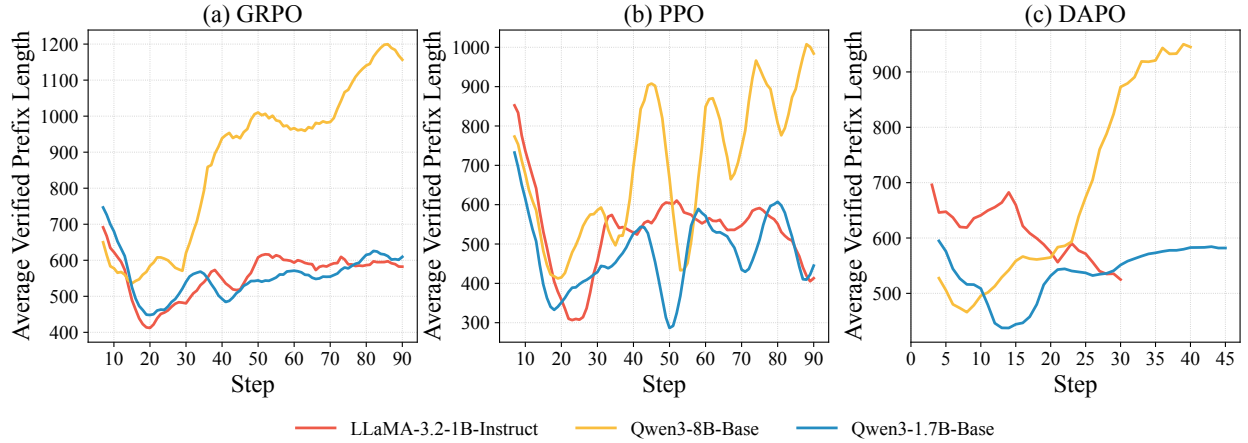 (a) GRPO
Average Verified Prefix Length
1200
1100
1000
900
800
700
600
500
400
10 20 30 40 50 60 70 80 90
Step
(b) PPO
Average Verified Prefix Length
1000
900
800
700
600
500
400
300
10 20 30 40 50 60 70 80 90
Step
(c) DAPO
Average Verified Prefix Length
900
800
700
600
500
0 5 10 15 20 25 30 35 40 45
Step
LLaMA-3.2-1B-Instruct Qwen3-8B-Base Qwen3-1.7B-Base